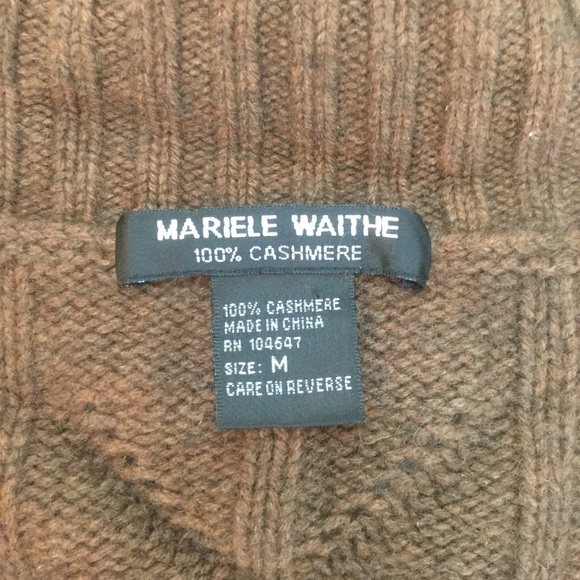 MARIELE WAITHE
100% CASHMERE
100% CASHMERE
MADE IN CHINA
RN 104647
SIZE: M
CARE ON REVERSE